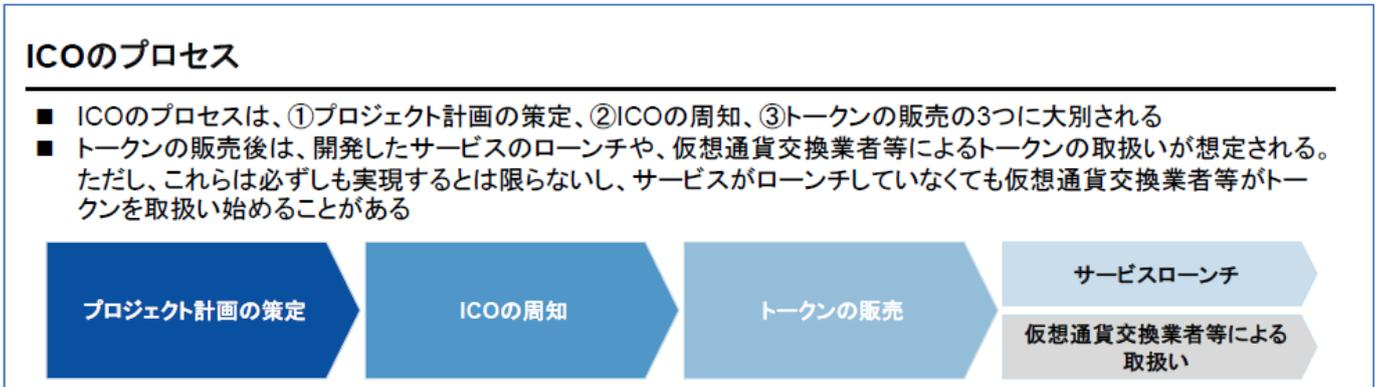 ICOのプロセス
■ ICOのプロセスは、①プロジェクト計画の策定、②ICOの周知、③トークンの販売の3つに大別される
■ トークンの販売後は、開発したサービスのローンチや、仮想通貨交換業者等によるトークンの取扱いが想定される。
ただし、これらは必ずしも実現するとは限らないし、サービスがローンチしていなくても仮想通貨交換業者等がトー
クンを取扱い始めることがある
プロジェクト計画の策定
ICOの周知
トークンの販売
サービスローンチ
仮想通貨交換業者等による
取扱い